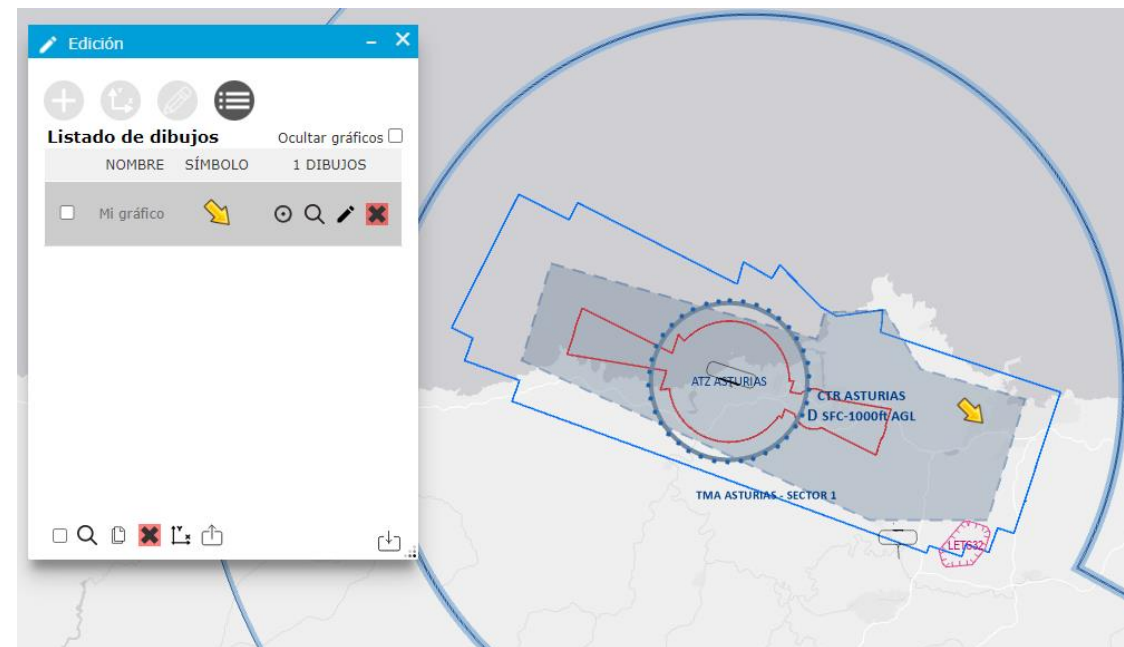 Edición
Listado de dibujos
Ocultar gráficos
NOMBRE SÍMBOLO 1 DIBUJOS
Mi gráfico
ATZ ASTURIAS
CTR ASTURIAS
D SFC-1000ft AGL
TMA ASTURIAS - SECTOR 1